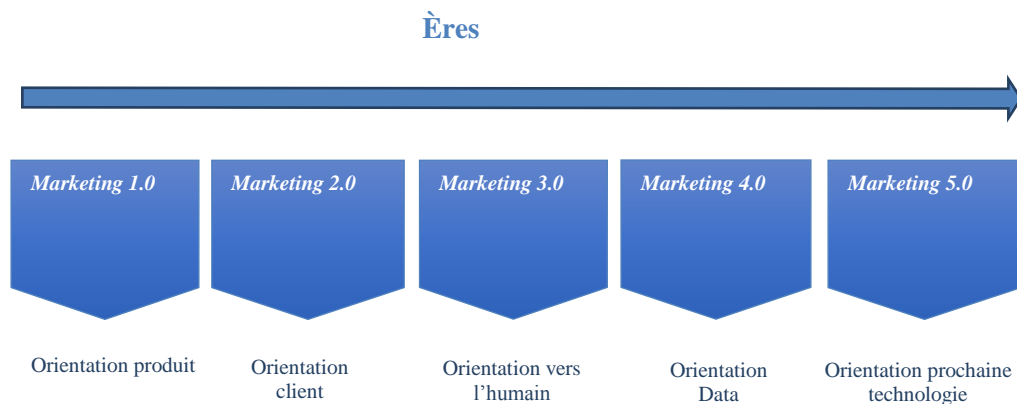 Ères
Marketing 1.0
Marketing 2.0
Marketing 3.0
Marketing 4.0
Marketing 5.0
Orientation produit
Orientation
client
Orientation vers
l’humain
Orientation
Data
Orientation prochaine
technologie